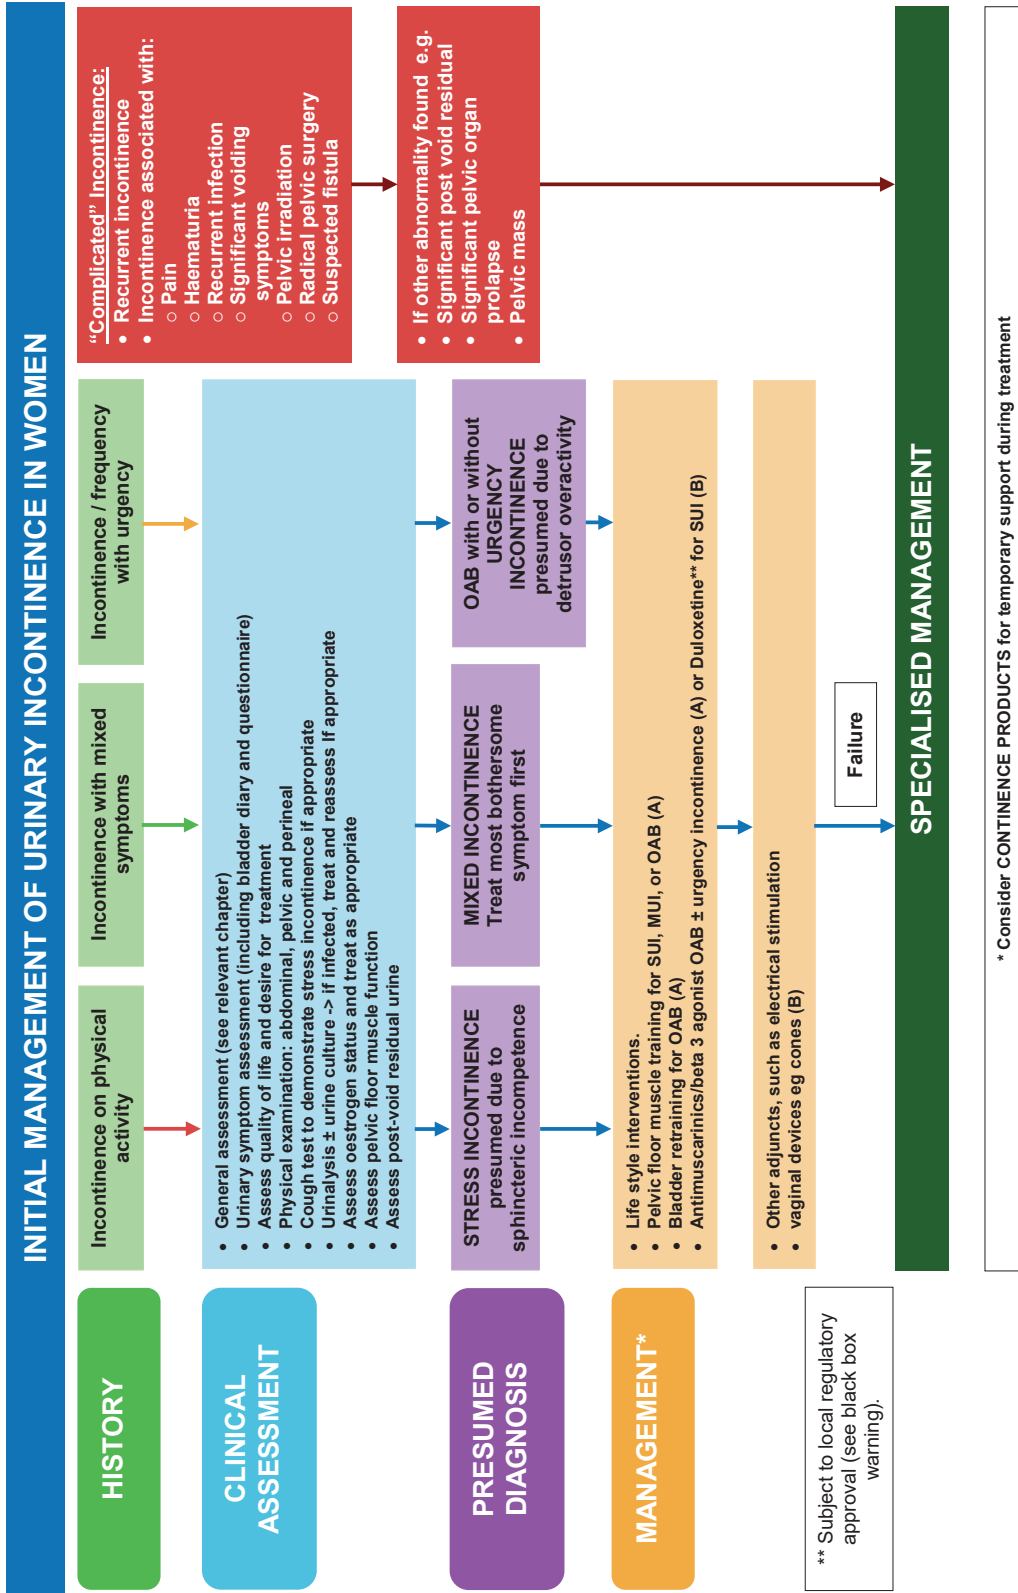 INITIAL MANAGEMENT OF URINARY INCONTINENCE IN WOMEN
HISTORY
Incontinence on physical
activity
Incontinence with mixed
symptoms
Incontinence / frequency
with urgency
“Complicated” Incontinence:
• Recurrent incontinence
• Incontinence associated with:
○ Pain
○ Haematuria
○ Recurrent infection
○ Significant voiding
symptoms
○ Pelvic irradiation
○ Radical pelvic surgery
○ Suspected fistula
CLINICAL
ASSESSMENT
• General assessment (see relevant chapter)
• Urinary symptom assessment (including bladder diary and questionnaire)
• Assess quality of life and desire for treatment
• Physical examination: abdominal, pelvic and perineal
• Cough test to demonstrate stress incontinence if appropriate
• Urinalysis ± urine culture -> if infected, treat and reassess If appropriate
• Assess oestrogen status and treat as appropriate
• Assess pelvic floor muscle function
• Assess post-void residual urine
• If other abnormality found e.g.
• Significant post void residual
• Significant pelvic organ
prolapse
• Pelvic mass
PRESUMED
DIAGNOSIS
STRESS INCONTINENCE
presumed due to
sphincteric incompetence
MIXED INCONTINENCE
Treat most bothersome
symptom first
OAB with or without
URGENCY
INCONTINENCE
presumed due to
detrusor overactivity
MANAGEMENT*
• Life style interventions.
• Pelvic floor muscle training for SUI, MUI, or OAB (A)
• Bladder retraining for OAB (A)
• Antimuscarinics/beta 3 agonist OAB ± urgency incontinence (A) or Duloxetine** for SUI (B)
• Other adjuncts, such as electrical stimulation
• vaginal devices eg cones (B)
Failure
** Subject to local regulatory
approval (see black box
warning).
SPECIALISED MANAGEMENT
* Consider CONTINENCE PRODUCTS for temporary support during treatment